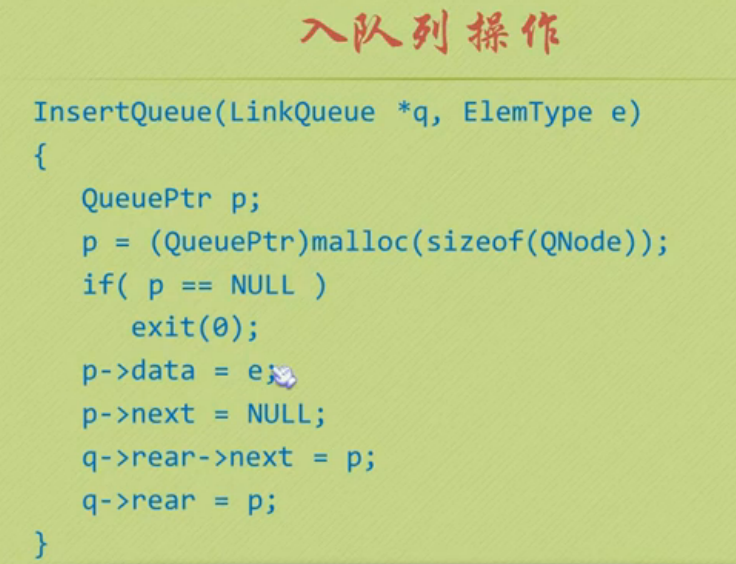 入队列操作
InsertQueue(LinkQueue *q, ElemType e)
{
QueuePtr p;
p = (QueuePtr)malloc(sizeof(QNode));
if( p == NULL )
exit(0);
p->data = e;
p->next = NULL;
q->rear->next = p;
q->rear = p;
}